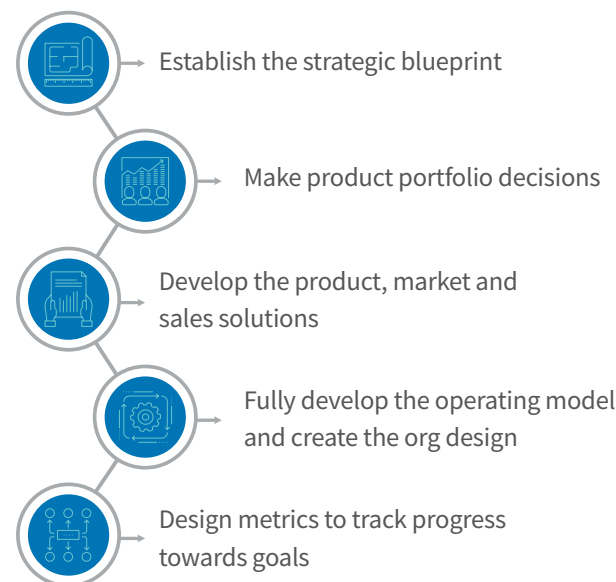 Establish the strategic blueprint
Make product portfolio decisions
Develop the product, market and
sales solutions
Fully develop the operating model
and create the org design
Design metrics to track progress
towards goals